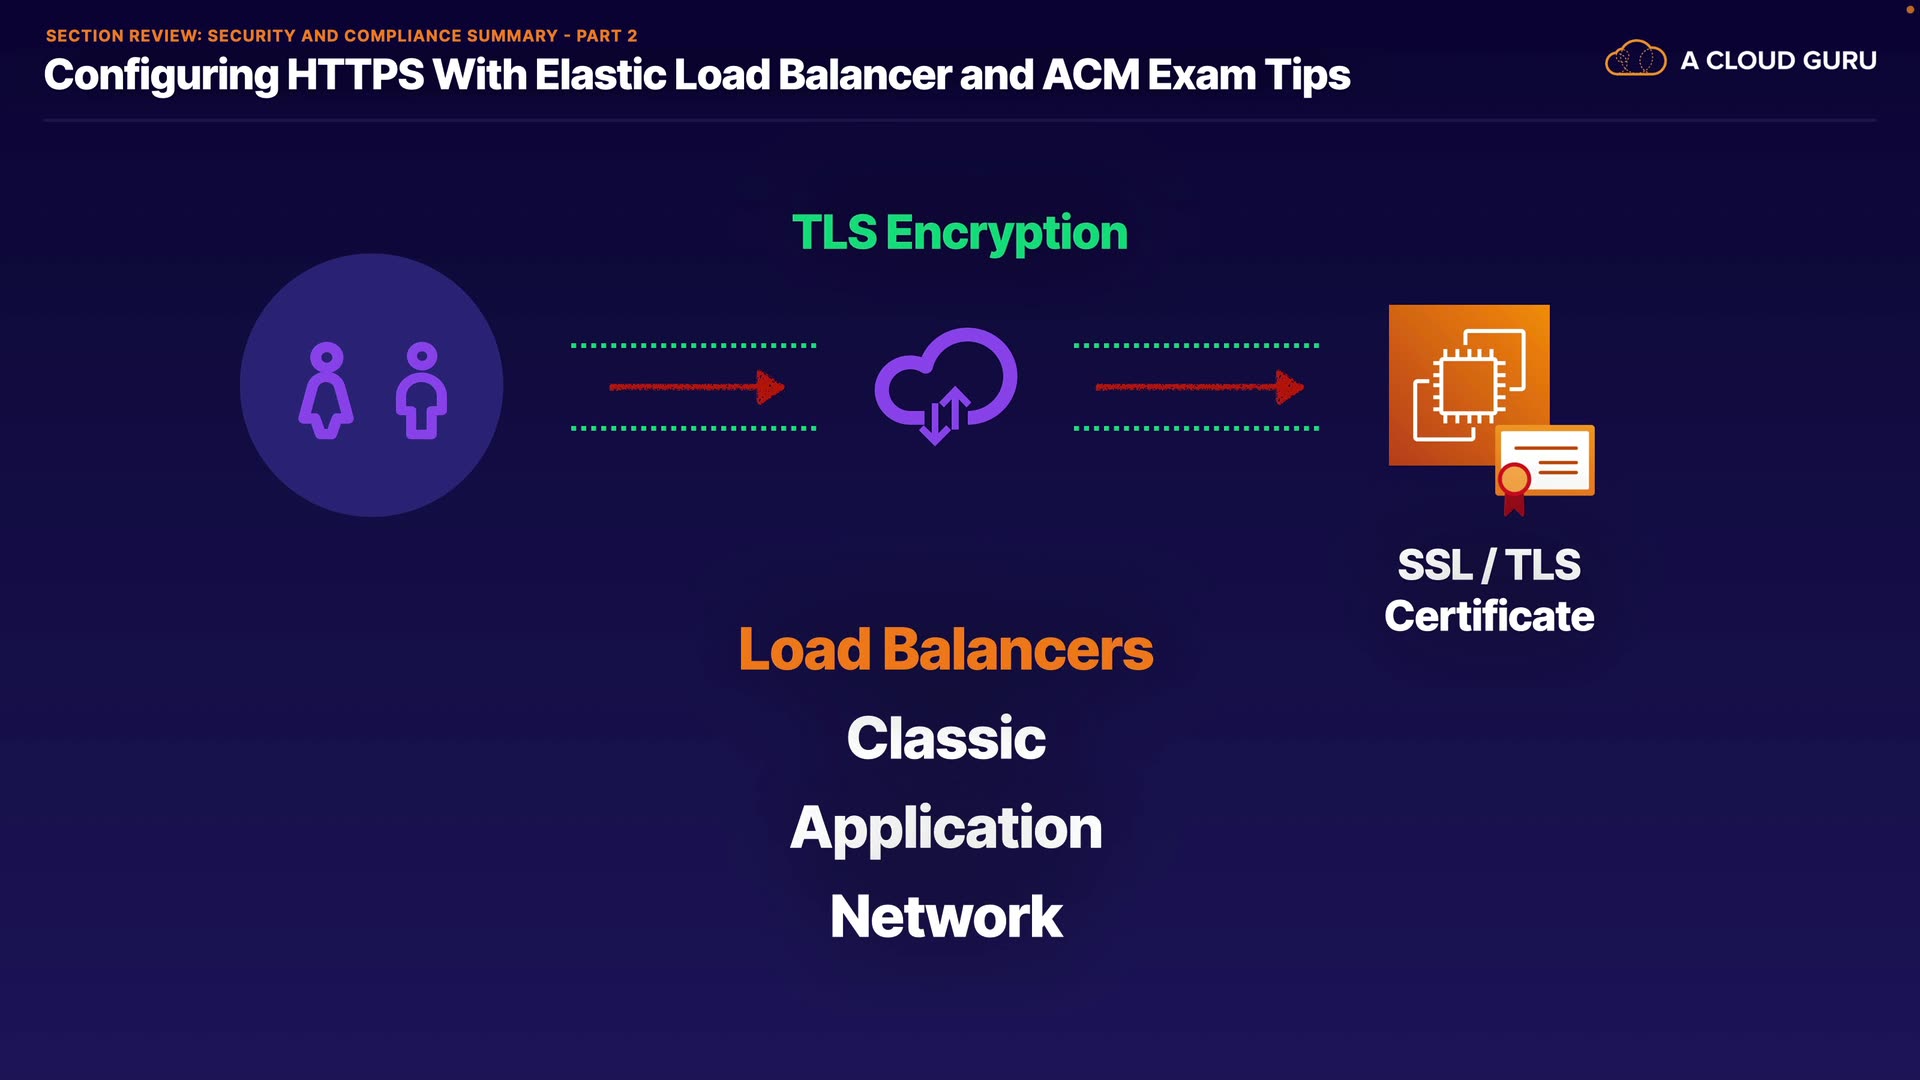 SECTION REVIEW: SECURITY AND COMPLIANCE SUMMARY - PART 2
Configuring HTTPS With Elastic Load Balancer and ACM Exam Tips
A CLOUD GURU
TLS Encryption
SSL / TLS
Certificate
Load Balancers
Classic
Application
Network